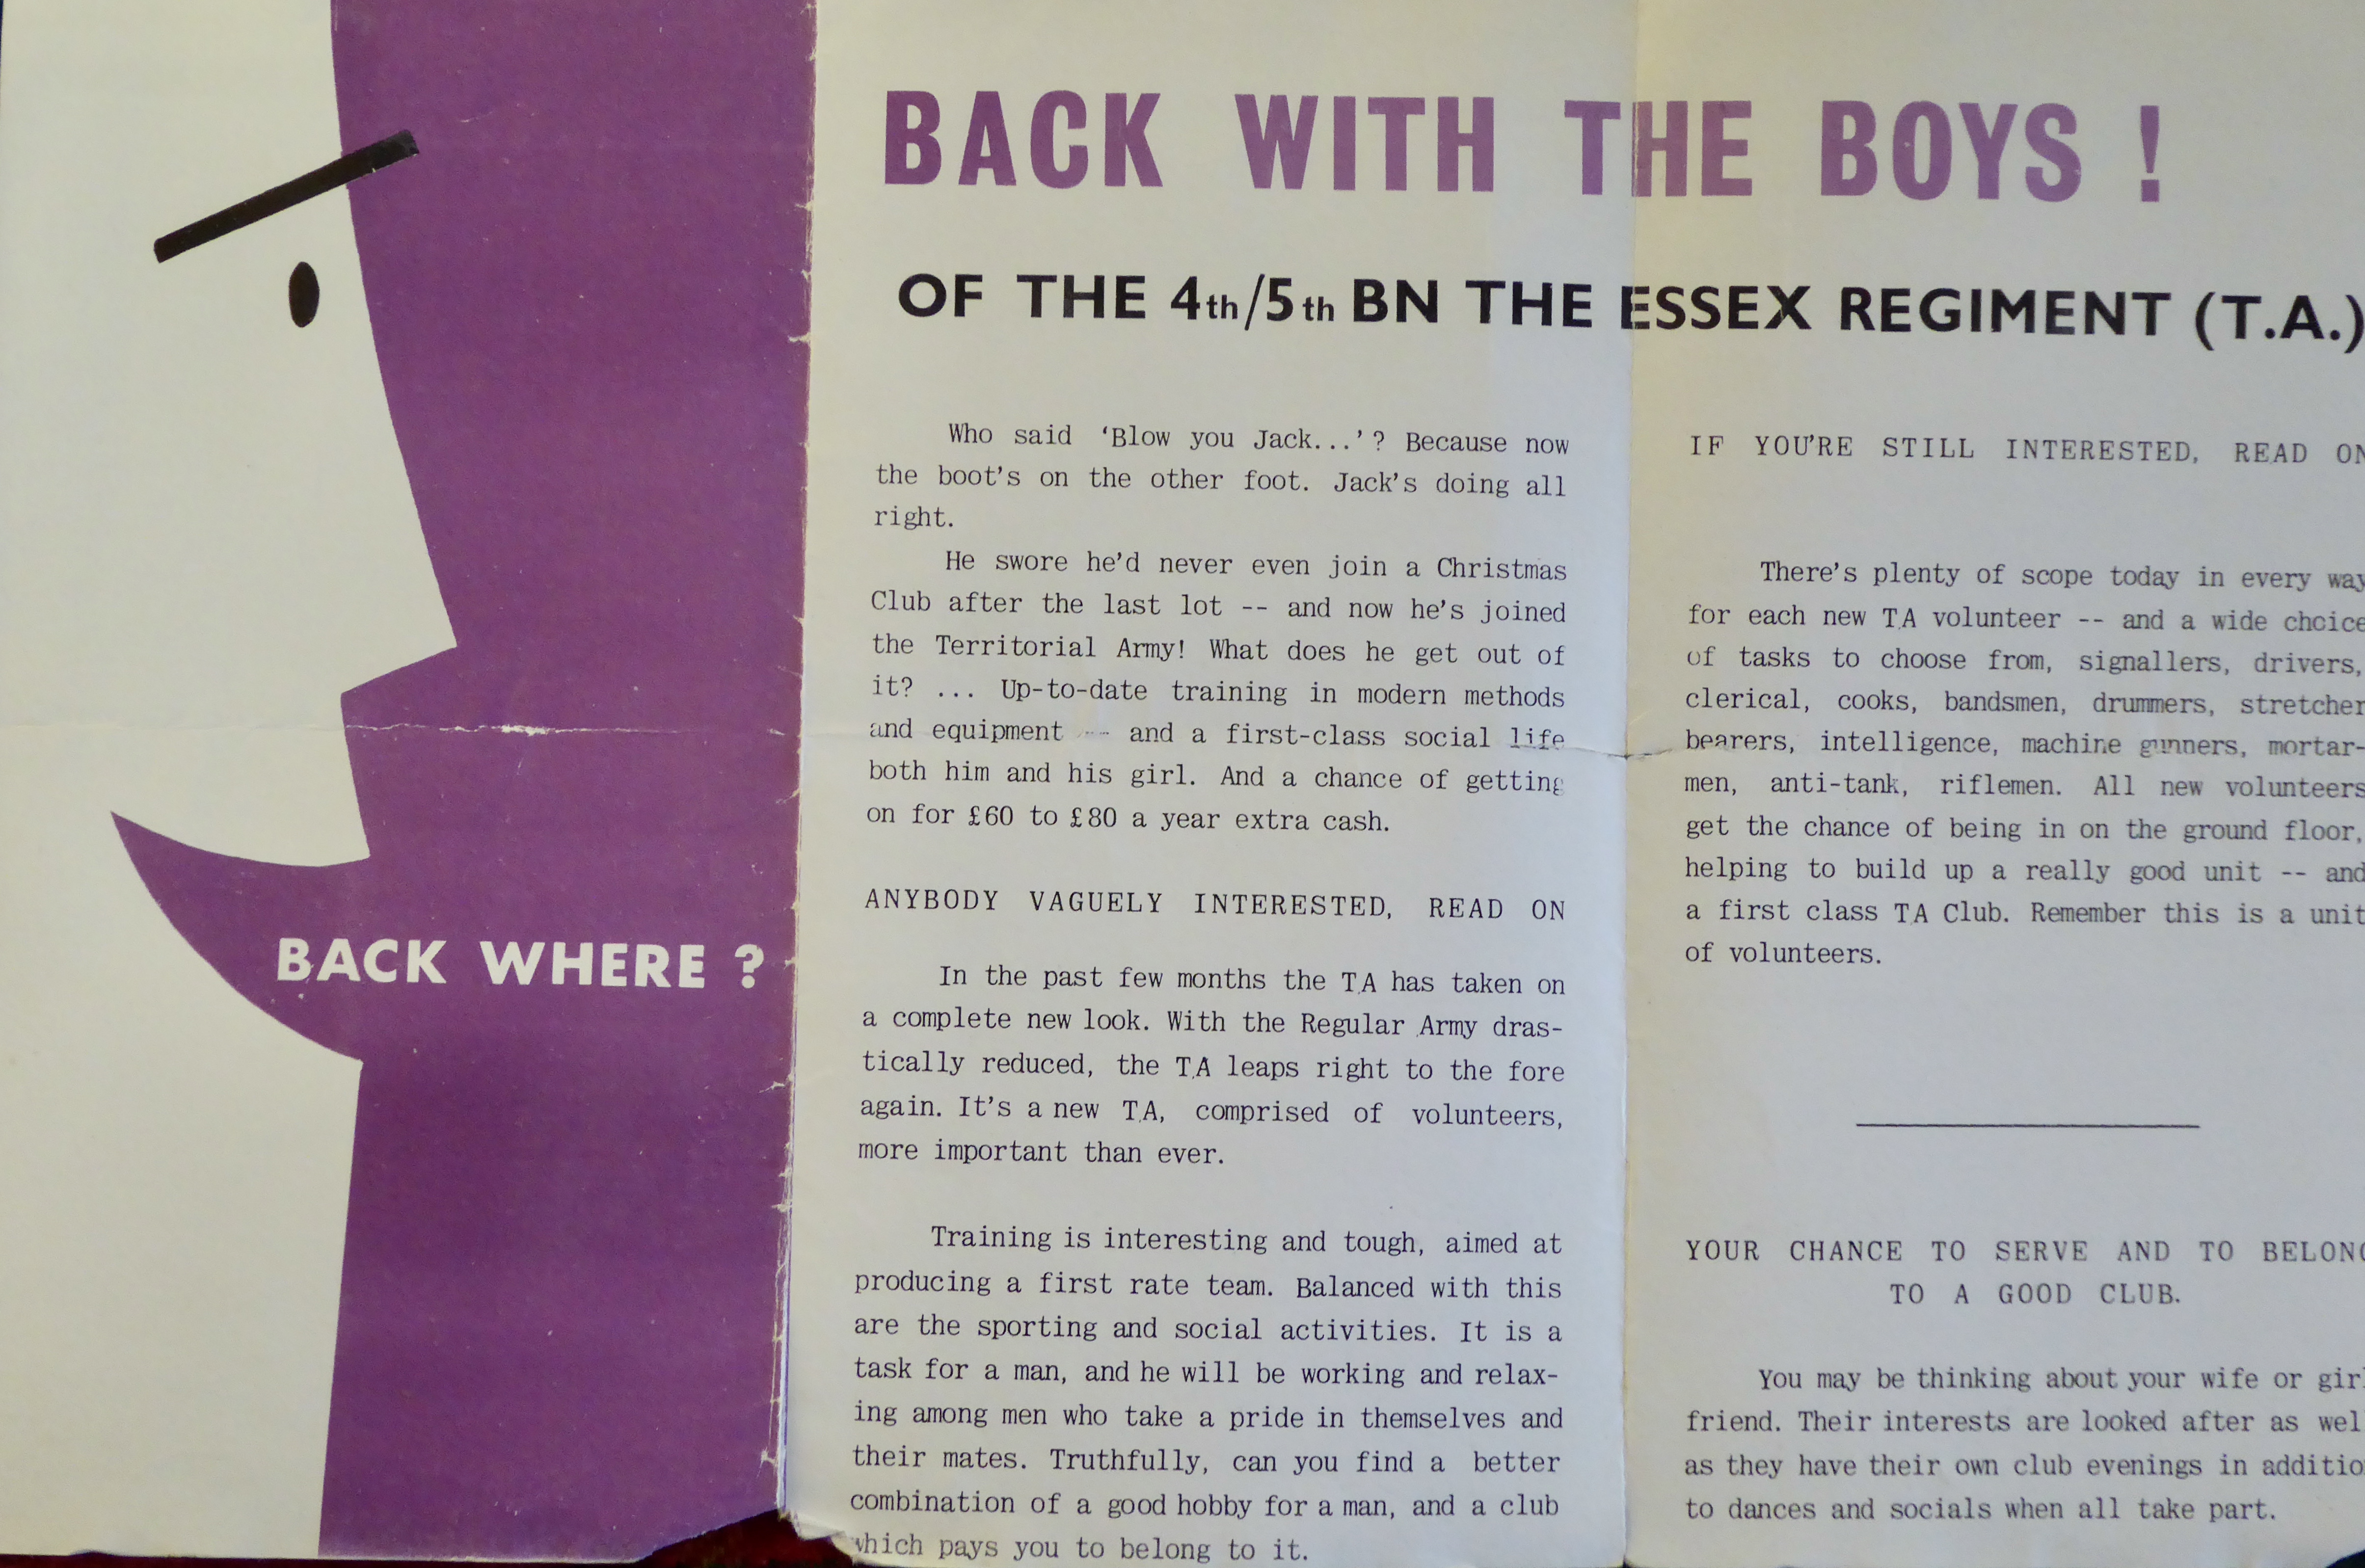 BACK WHERE ?
BACK WITH THE BOYS !
OF THE 4th/5th BN THE ESSEX REGIMENT (T.A.)
Who said 'Blow you Jack...'? Because now
the boot's on the other foot. Jack's doing all
right.
He swore he'd never even join a Christmas
Club after the last lot -- and now he's joined
the Territorial Army! What does he get out of
it? ... Up-to-date training in modern methods
and equipment -- and a first-class social life
both him and his girl. And a chance of getting
on for £60 to £80 a year extra cash.
ANYBODY VAGUELY INTERESTED, READ ON
In the past few months the T.A has taken on
a complete new look. With the Regular Army dras-
tically reduced, the T.A leaps right to the fore
again. It's a new T.A, comprised of volunteers,
more important than ever.
Training is interesting and tough, aimed at
producing a first rate team. Balanced with this
are the sporting and social activities. It is a
task for a man, and he will be working and relax-
ing among men who take a pride in themselves and
their mates. Truthfully, can you find a better
combination of a good hobby for a man, and a club
which pays you to belong to it.
IF YOU'RE STILL INTERESTED, READ ON
There's plenty of scope today in every way
for each new T.A volunteer -- and a wide choice
of tasks to choose from, signallers, drivers,
clerical, cooks, bandsmen, drummers, stretcher
bearers, intelligence, machine gunners, mortar-
men, anti-tank, riflemen. All new volunteers
get the chance of being in on the ground floor,
helping to build up a really good unit -- and
a first class T.A Club. Remember this is a unit
of volunteers.
YOUR CHANCE TO SERVE AND TO BELONG
TO A GOOD CLUB.
You may be thinking about your wife or girl
friend. Their interests are looked after as well
as they have their own club evenings in additio
to dances and socials when all take part.